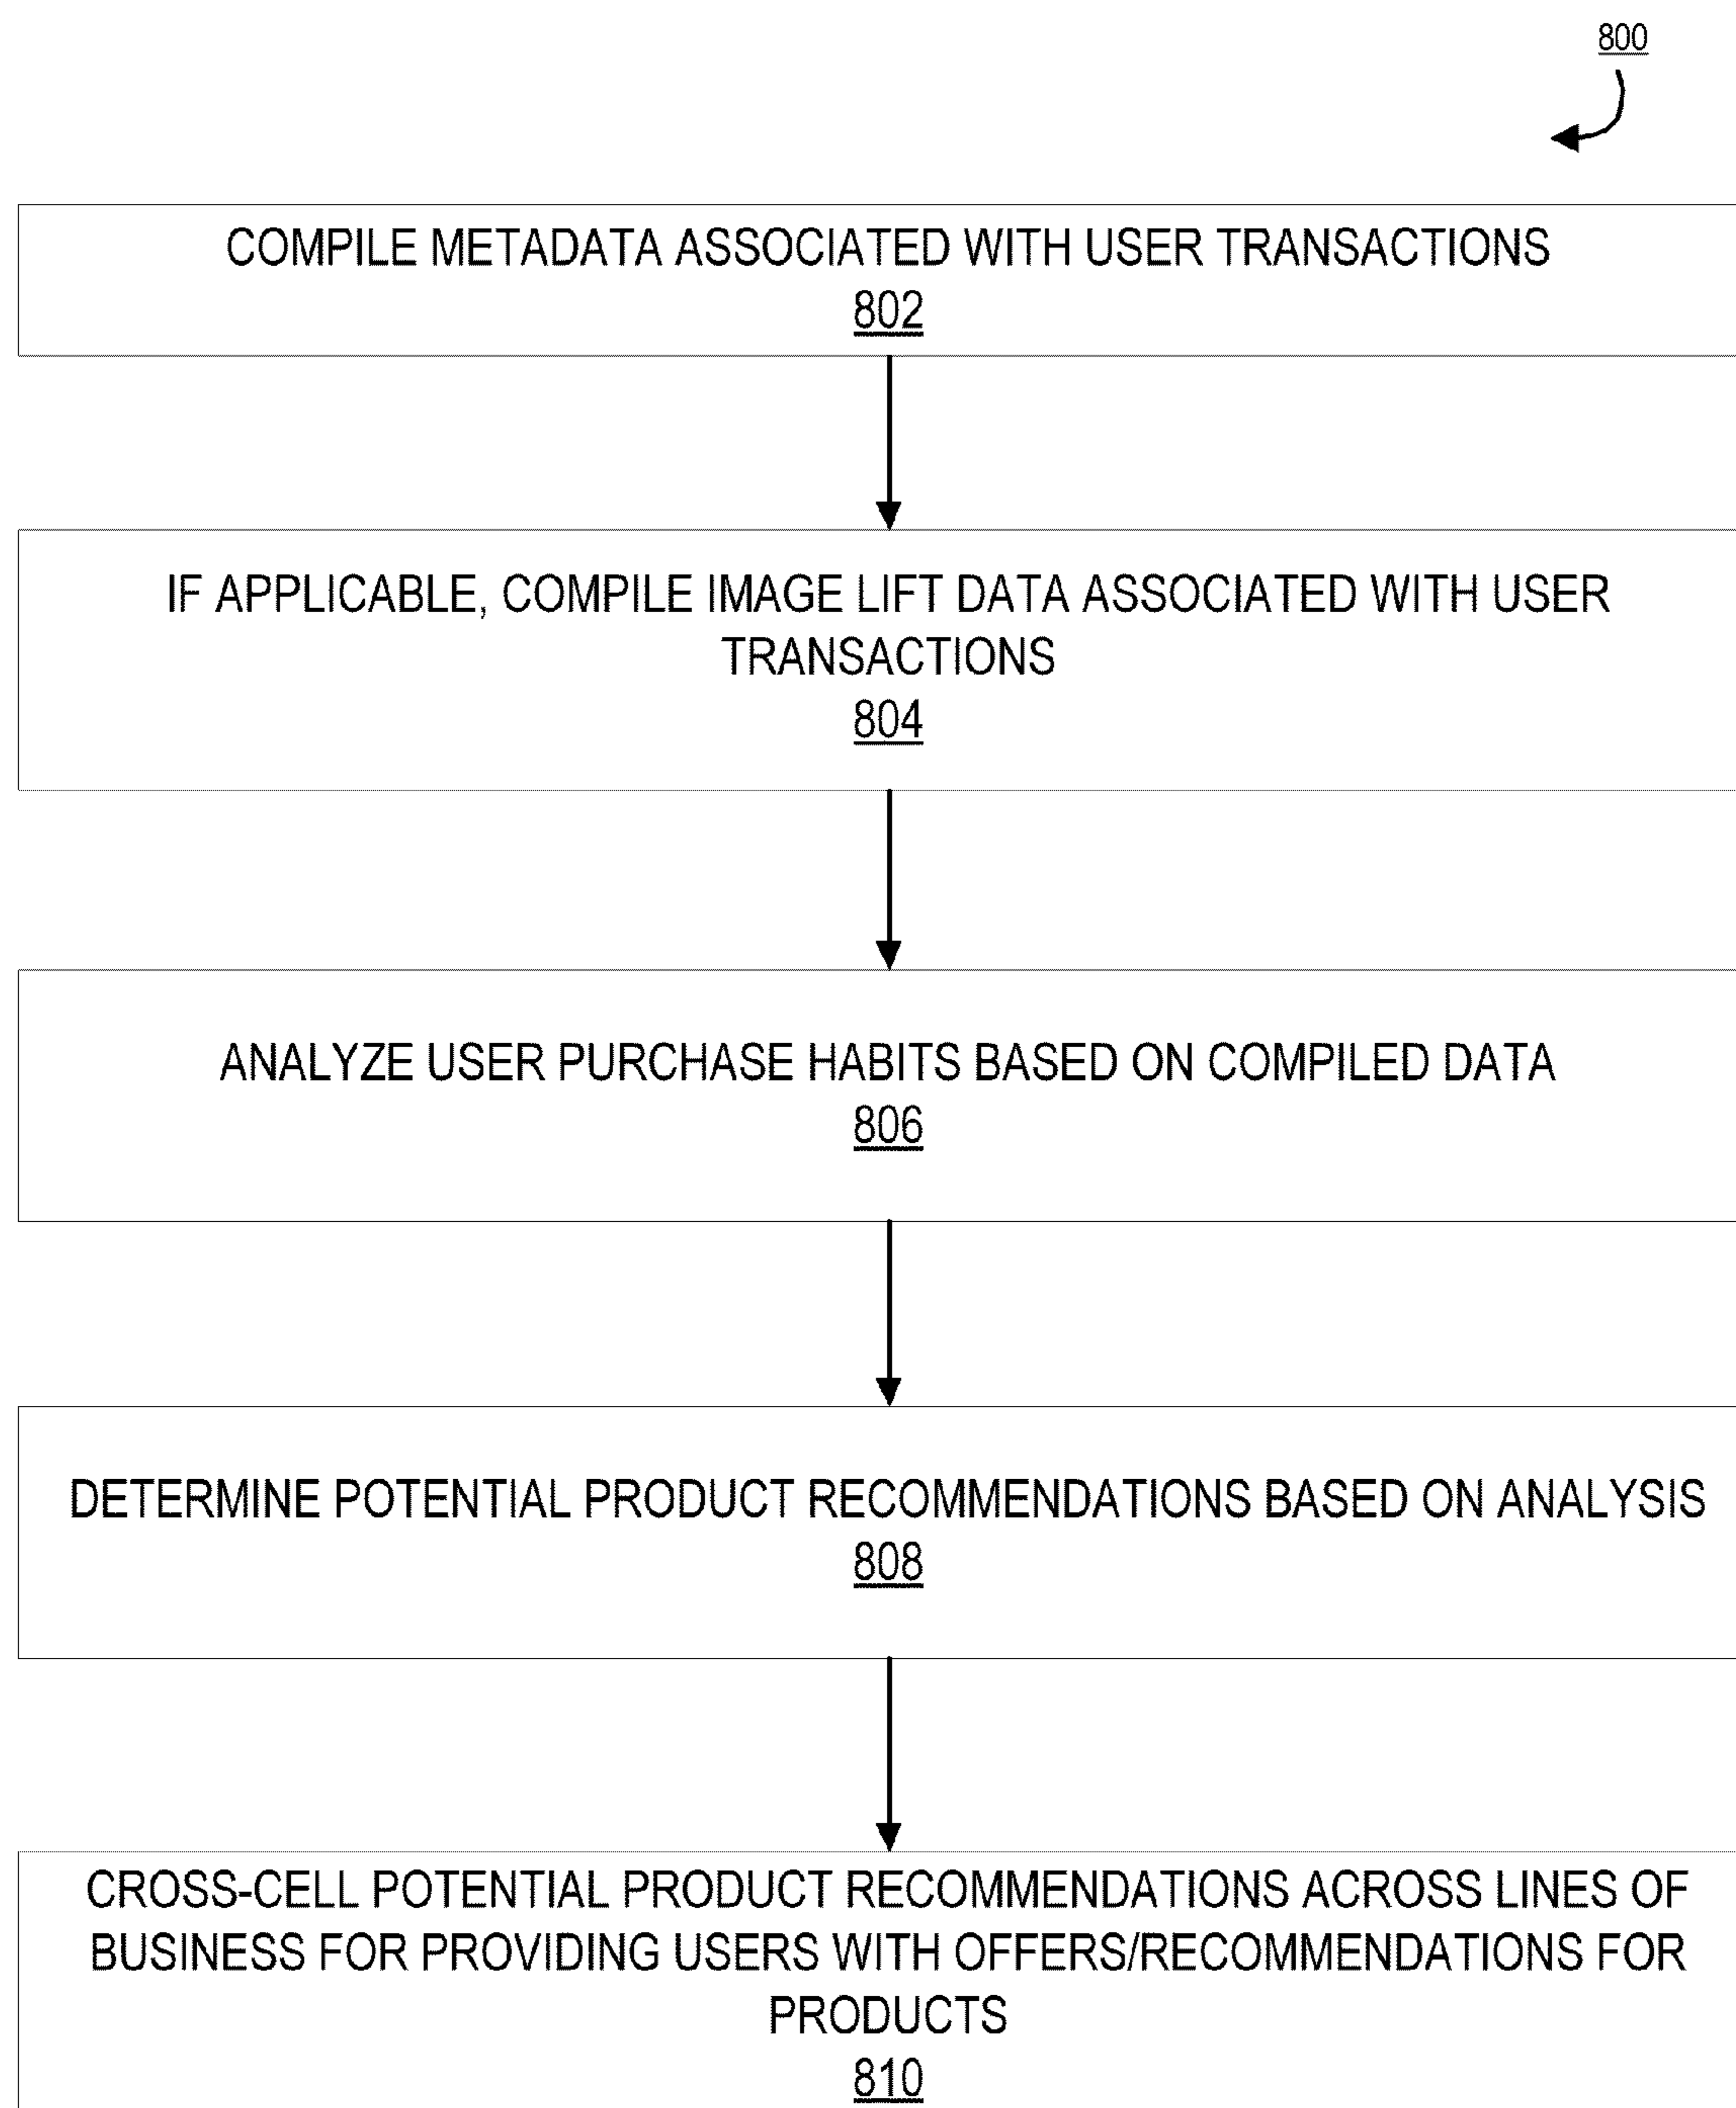 800
COMPILE METADATA ASSOCIATED WITH USER TRANSACTIONS
802
IF APPLICABLE, COMPILE IMAGE LIFT DATA ASSOCIATED WITH USER
TRANSACTIONS
804
ANALYZE USER PURCHASE HABITS BASED ON COMPILED DATA
806
DETERMINE POTENTIAL PRODUCT RECOMMENDATIONS BASED ON ANALYSIS
808
CROSS-CELL POTENTIAL PRODUCT RECOMMENDATIONS ACROSS LINES OF
BUSINESS FOR PROVIDING USERS WITH OFFERS/RECOMMENDATIONS FOR
PRODUCTS
810